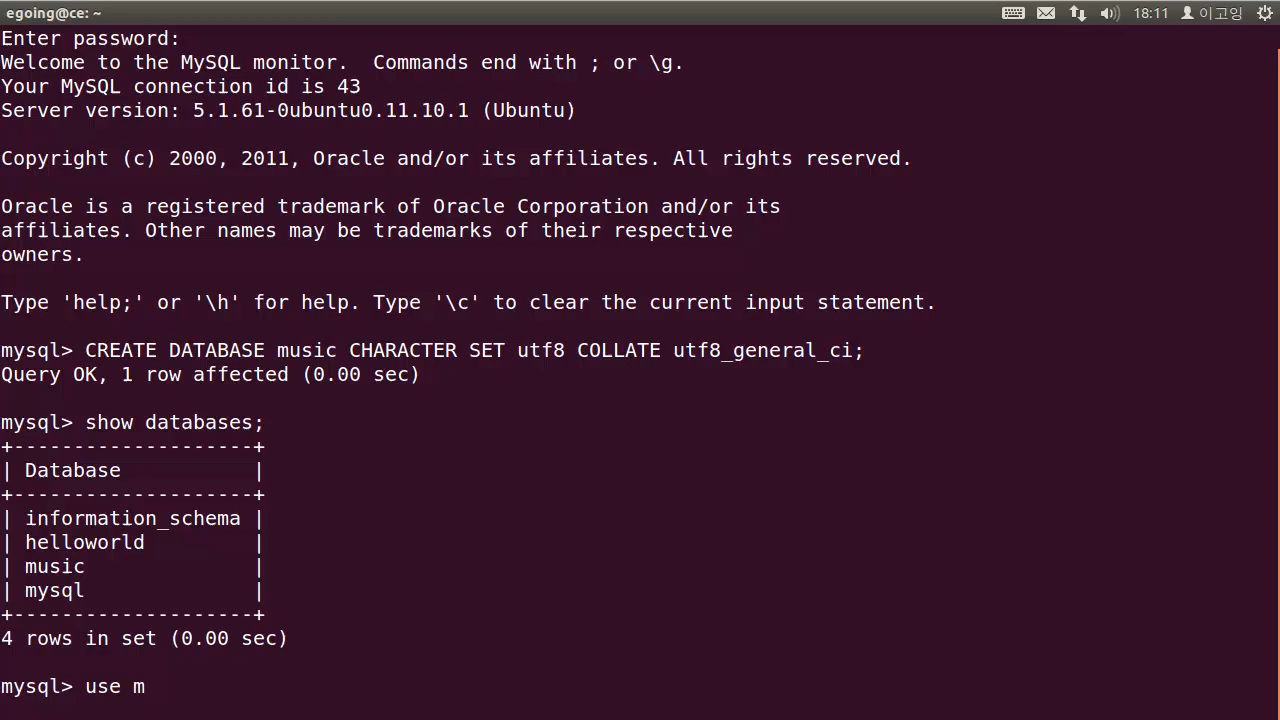 egoing@ce: ~
18:11 이고잉
Enter password:
Welcome to the MySQL monitor.  Commands end with ; or \g.
Your MySQL connection id is 43
Server version: 5.1.61-0ubuntu0.11.10.1 (Ubuntu)
Copyright (c) 2000, 2011, Oracle and/or its affiliates. All rights reserved.
Oracle is a registered trademark of Oracle Corporation and/or its
affiliates. Other names may be trademarks of their respective
owners.
Type 'help;' or '\h' for help. Type '\c' to clear the current input statement.
mysql> CREATE DATABASE music CHARACTER SET utf8 COLLATE utf8_general_ci;
Query OK, 1 row affected (0.00 sec)
mysql> show databases;
+--------------------+
| Database           |
+--------------------+
| information_schema |
| helloworld         |
| music              |
| mysql              |
+--------------------+
4 rows in set (0.00 sec)
mysql> use m